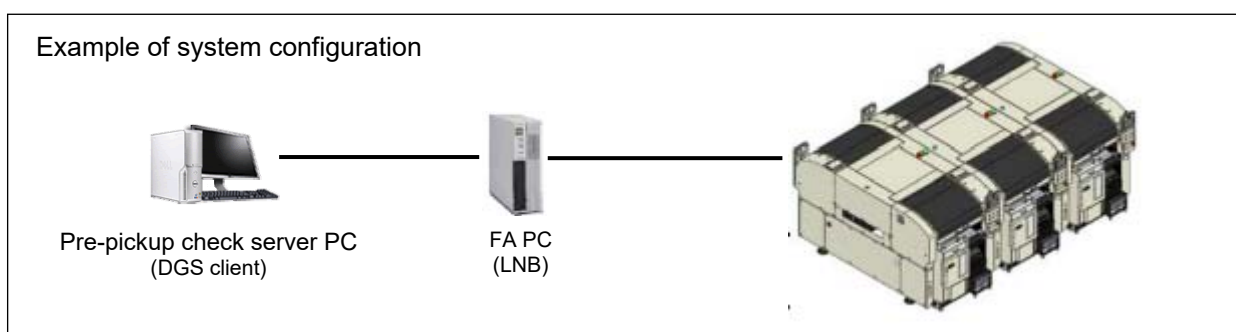 Example of system configuration
Pre-pickup check server PC
(DGS client)
FA PC
(LNB)